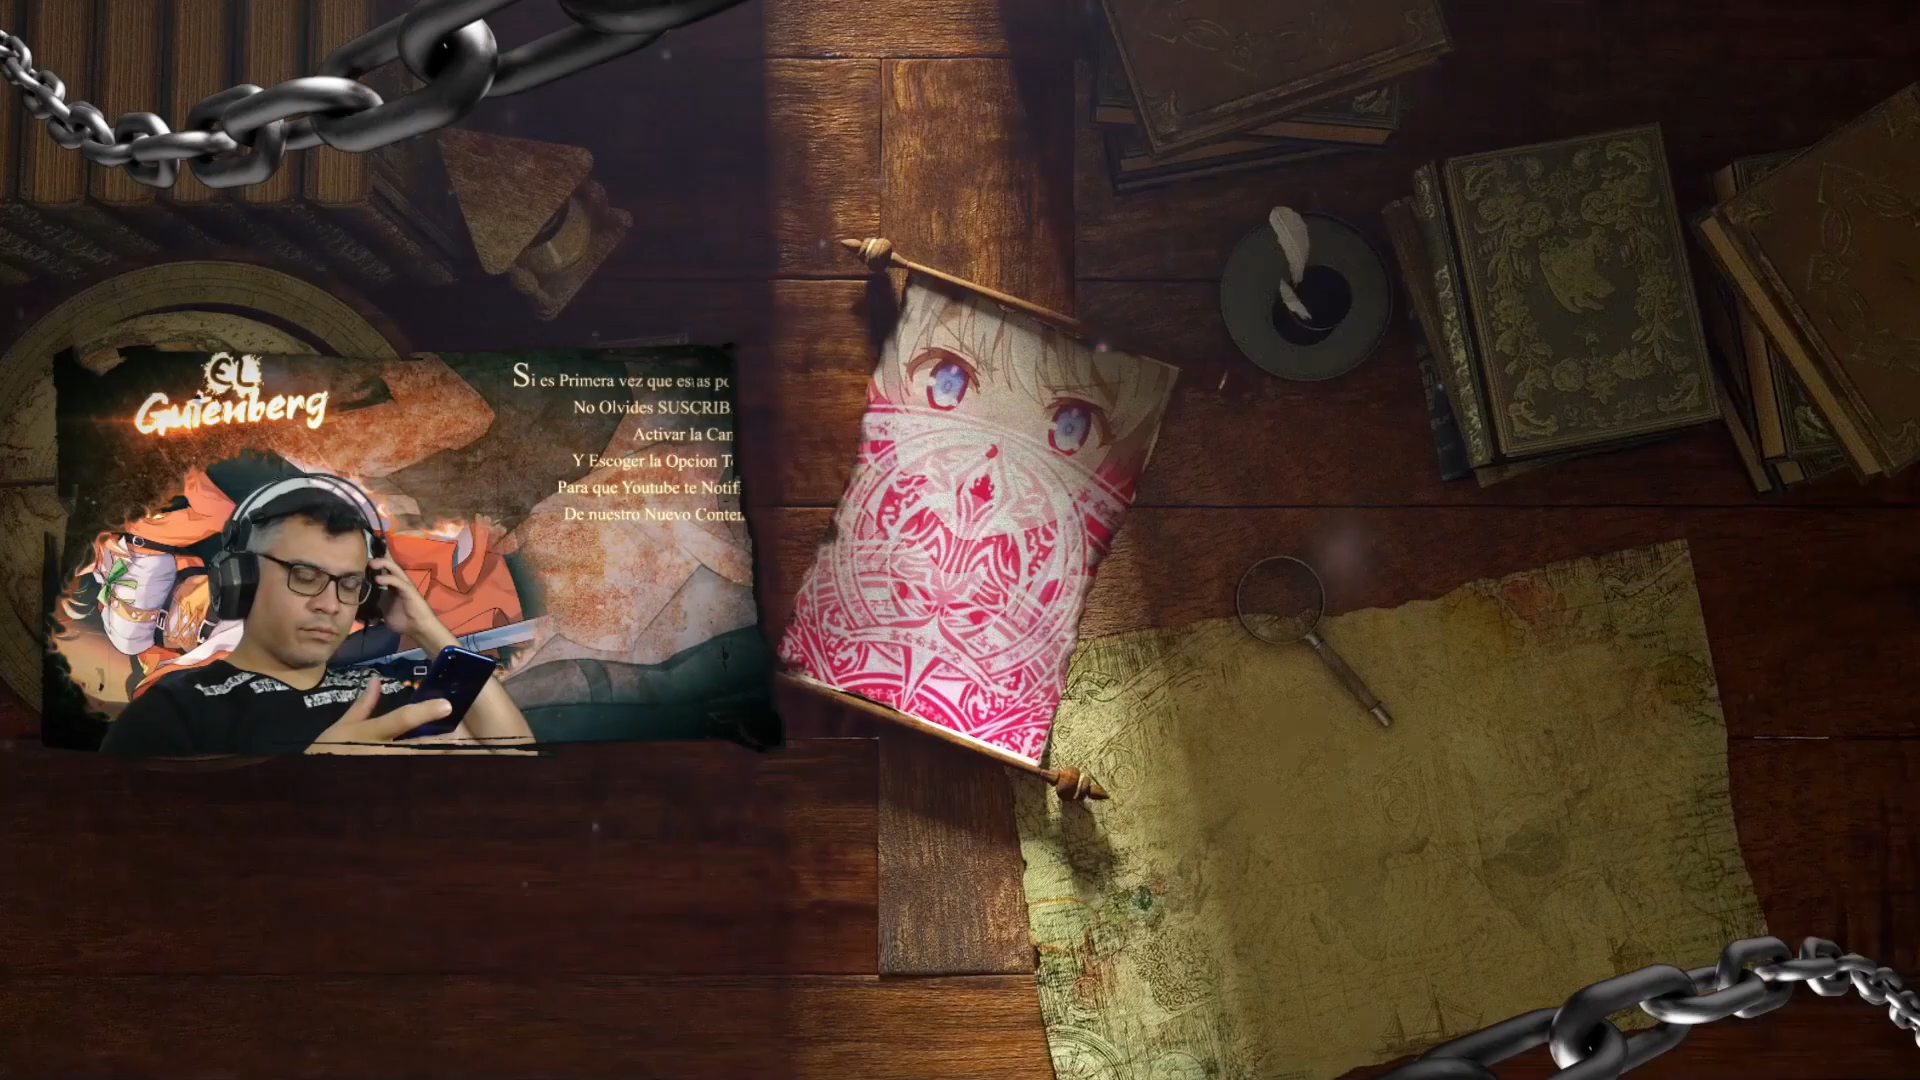 EL
Gutenberg
Si es Primera vez que estas
No Olvides
Activar la
Y Escoger la Opcion
Para que Youtube te
De nuestro Nuevo